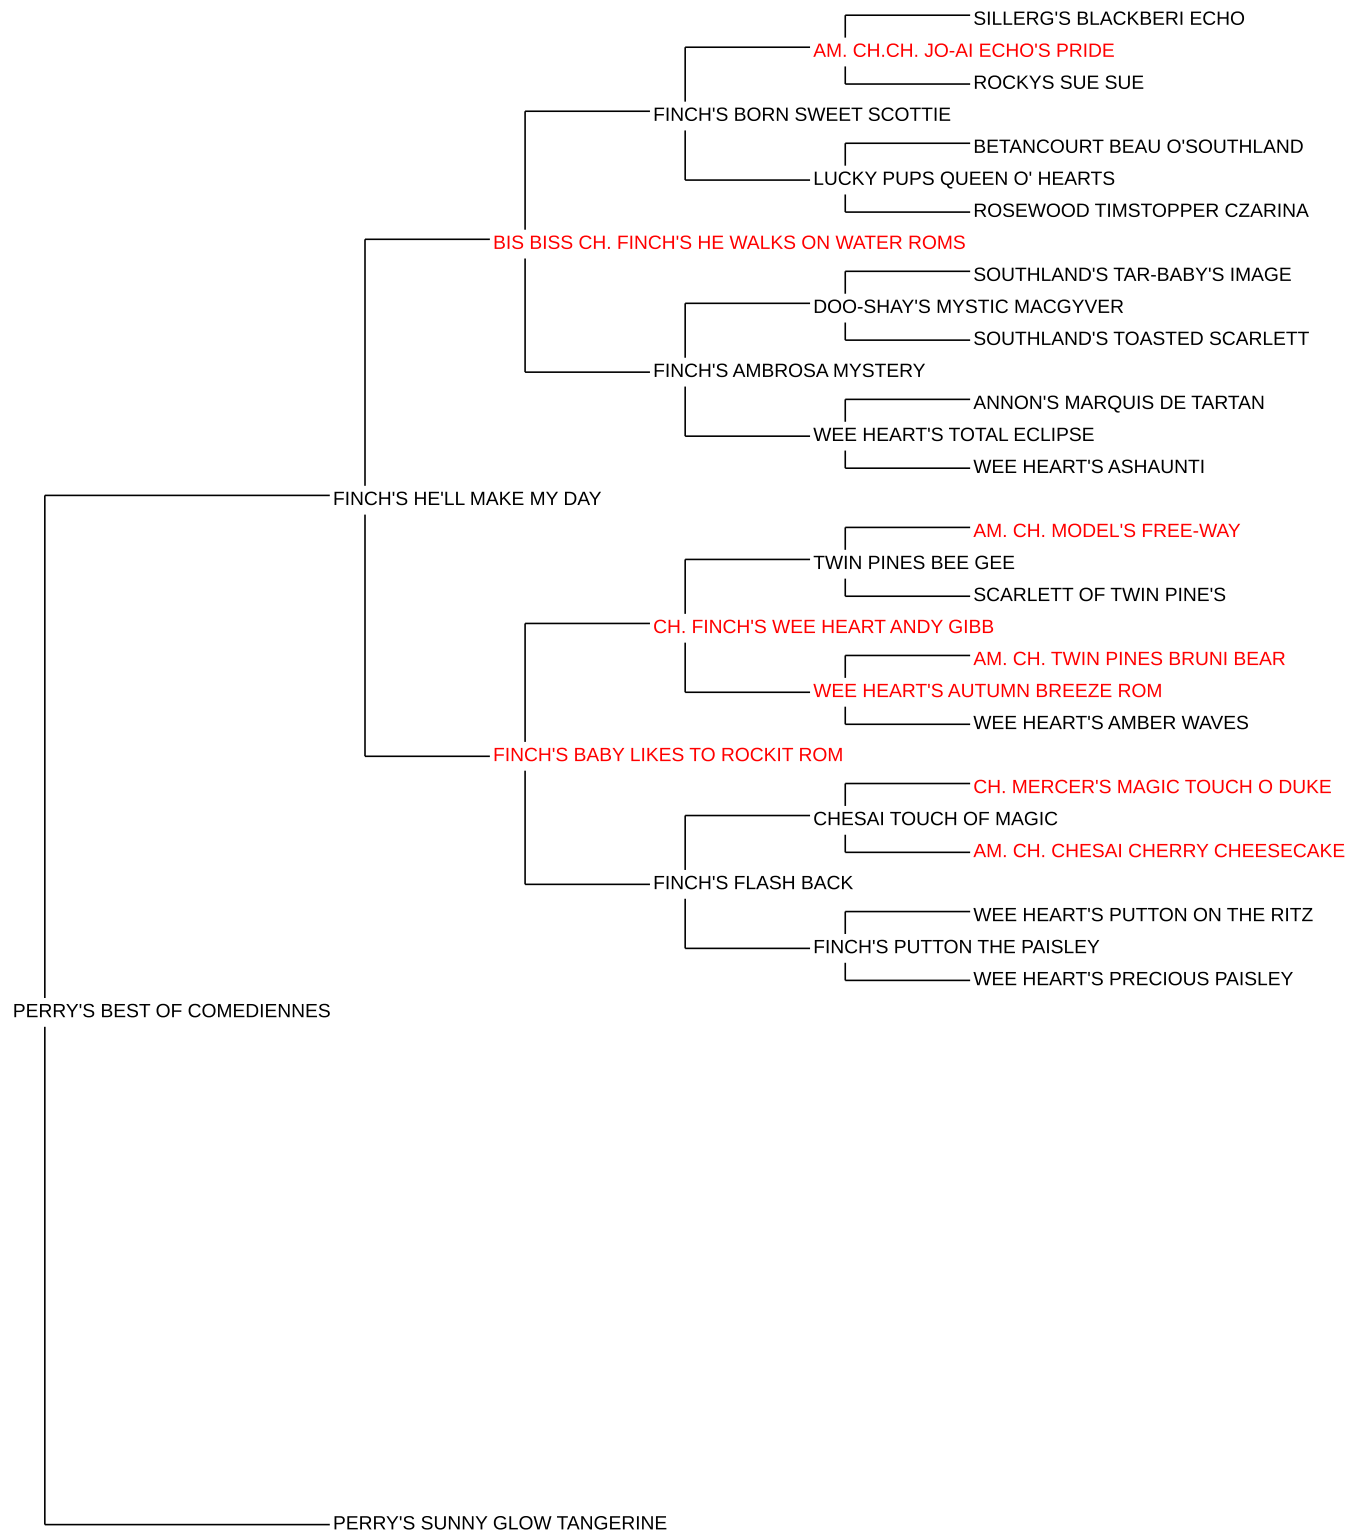 SILLERG'S BLACKBERI ECHO
AM. CH.CH. JO-AI ECHO'S PRIDE
ROCKYS SUE SUE
FINCH'S BORN SWEET SCOTTIE
BETANCOURT BEAU O'SOUTHLAND
LUCKY PUPS QUEEN O' HEARTS
ROSEWOOD TIMSTOPPER CZARINA
BIS BISS CH. FINCH'S HE WALKS ON WATER ROMS
SOUTHLAND'S TAR-BABY'S IMAGE
DOO-SHAY'S MYSTIC MACGYVER
SOUTHLAND'S TOASTED SCARLETT
FINCH'S AMBROSA MYSTERY
ANNON'S MARQUIS DE TARTAN
WEE HEART'S TOTAL ECLIPSE
WEE HEART'S ASHAUNTI
FINCH'S HE'LL MAKE MY DAY
AM. CH. MODEL'S FREE-WAY
TWIN PINES BEE GEE
SCARLETT OF TWIN PINE'S
CH. FINCH'S WEE HEART ANDY GIBB
AM. CH. TWIN PINES BRUNI BEAR
WEE HEART'S AUTUMN BREEZE ROM
WEE HEART'S AMBER WAVES
FINCH'S BABY LIKES TO ROCKIT ROM
CH. MERCER'S MAGIC TOUCH O DUKE
CHESAI TOUCH OF MAGIC
AM. CH. CHESAI CHERRY CHEESECAKE
FINCH'S FLASH BACK
WEE HEART'S PUTTON ON THE RITZ
FINCH'S PUTTON THE PAISLEY
WEE HEART'S PRECIOUS PAISLEY
PERRY'S BEST OF COMEDIENNES
PERRY'S SUNNY GLOW TANGERINE